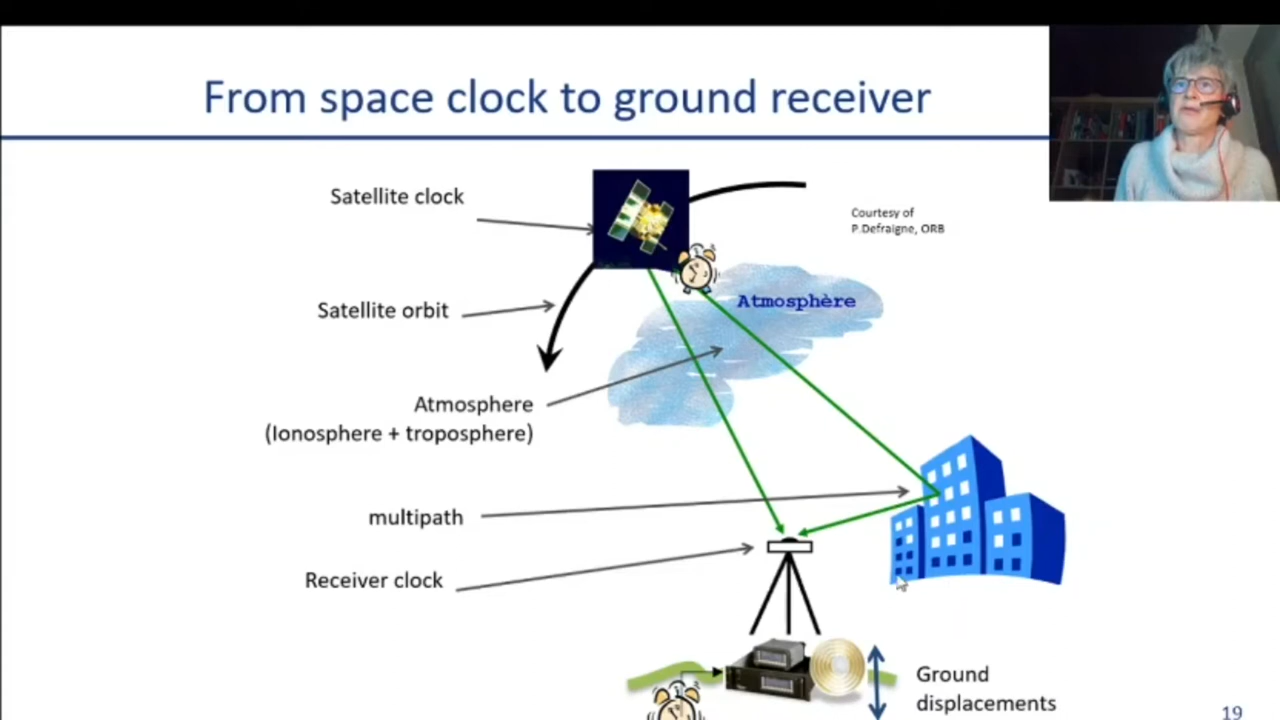 From space clock to ground receiver
Satellite clock
Courtesy of
P.Defraigne, ORB
Atmosphère
Satellite orbit
Atmosphere
(Ionosphere + troposphere)
multipath
Receiver clock
Ground
displacements
19